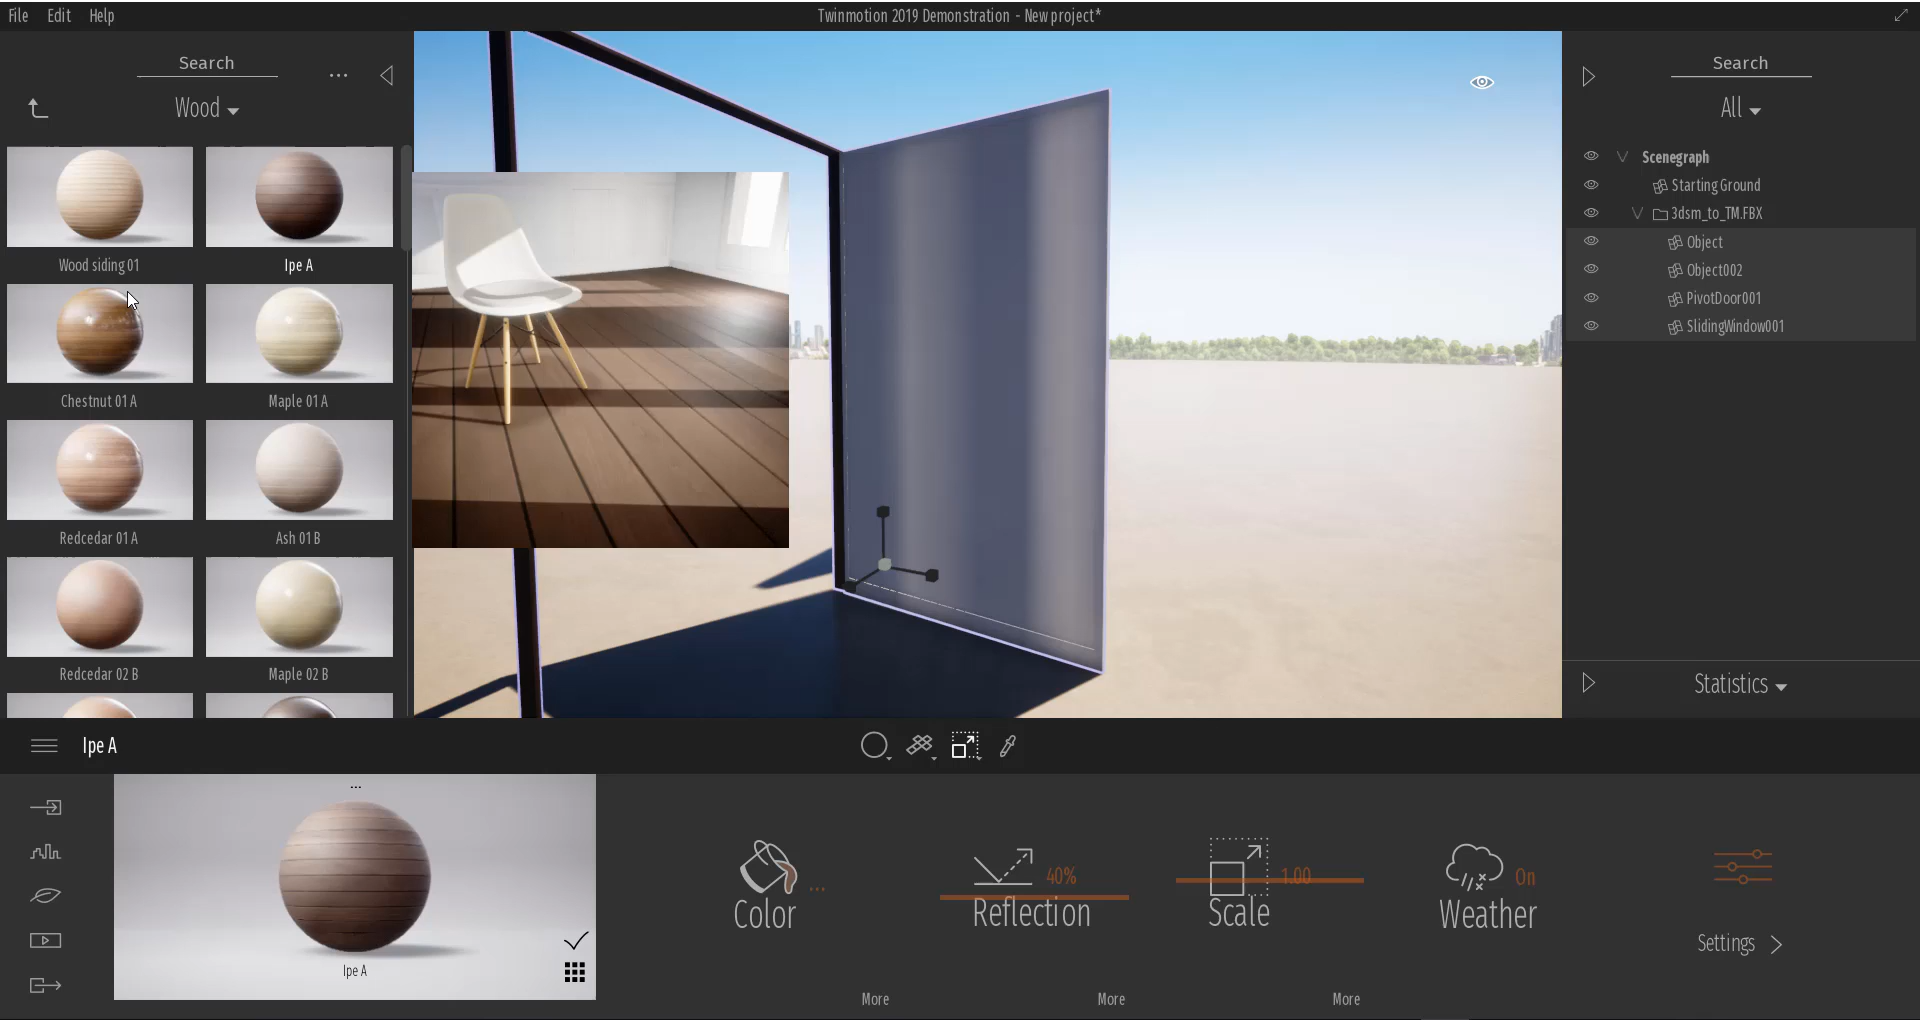 File Edit Help
Twinmotion 2019 Demonstration - New project*
Search
...
Wood
Wood siding 01
Ipe A
Chestnut 01 A
Maple 01 A
Redcedar 01 A
Ash 01 B
Redcedar 02 B
Maple 02 B
Search
All
Scenegraph
Starting Ground
3dsm_to_TM.FBX
Object
Object002
PivotDoor001
SlidingWindow001
Statistics
Ipe A
...
Ipe A
...
Color
More
40%
Reflection
More
1.00
Scale
More
On
Weather
Settings